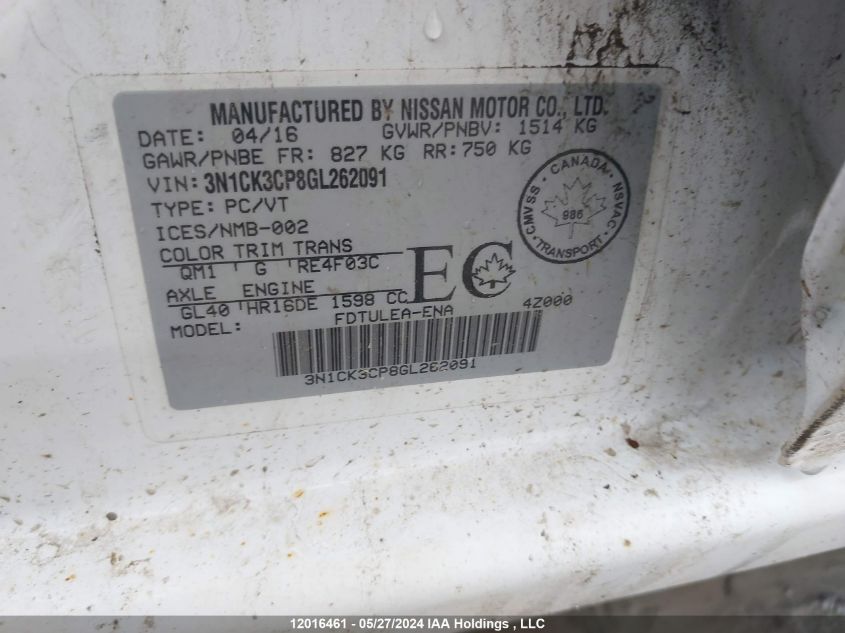 MANUFACTURED BY NISSAN MOTOR CO., LTD.
DATE: 04/16 GVWR/PNBV: 1514 KG
GAWR/PNBE FR: 827 KG RR: 750 KG
VIN: 3N1CK3CP8GL262091
TYPE: PC/VT
ICES/NMB-002
COLOR TRIM TRANS
QM1 G RE4F03C
AXLE ENGINE
GL40 HR16DE 1598 CC
MODEL: FDTULEA-ENA 4Z000
3N1CK3CP8GL262091
EC
CANADA
CMVSS 986 NSVAC
TRANSPORT
12016461 - 05/27/2024 IAA Holdings , LLC